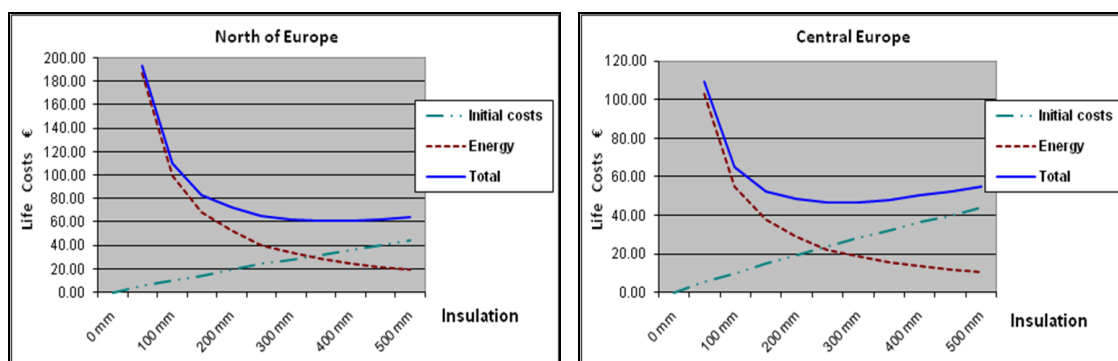 North of Europe
200.00
180.00
160.00
140.00
120.00
100.00
80.00
60.00
40.00
20.00
0.00
Life Costs €
0 mm
100 mm
200 mm
300 mm
400 mm
500 mm
Insulation
Initial costs
Energy
Total
Central Europe
120.00
100.00
80.00
60.00
40.00
20.00
0.00
Life Costs €
0 mm
100 mm
200 mm
300 mm
400 mm
500 mm
Insulation
Initial costs
Energy
Total